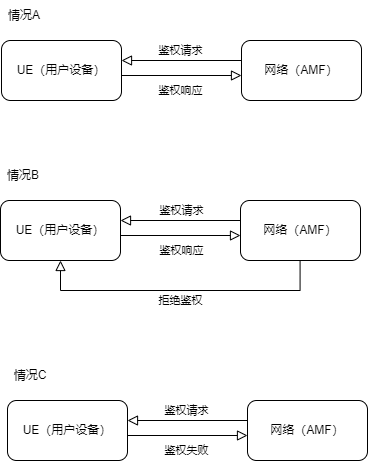 情况A
鉴权请求
UE（用户设备） 网络（AMF）
鉴权响应
情况B
鉴权请求
UE（用户设备） 网络（AMF）
鉴权响应
拒绝鉴权
情况C
鉴权请求
UE（用户设备） 网络（AMF）
鉴权失败